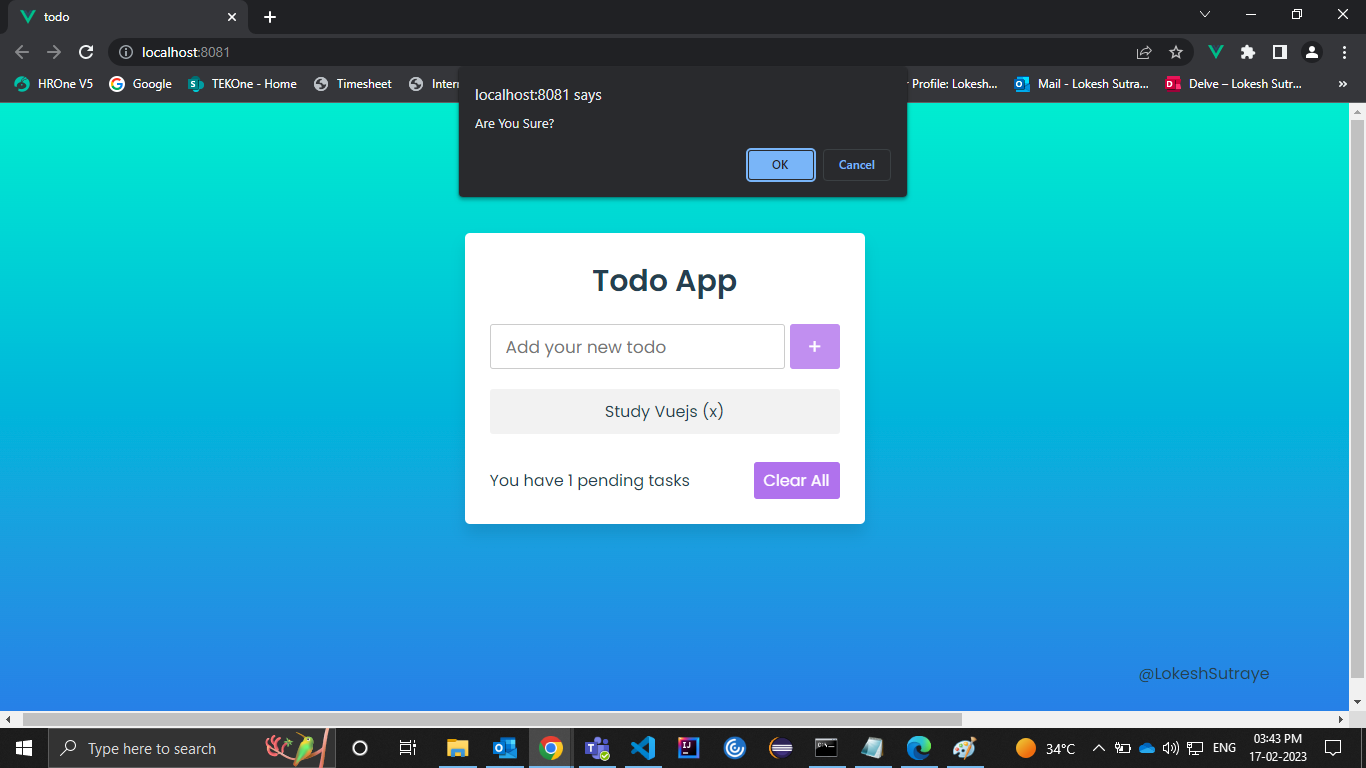 todo
localhost:8081
HROne V5
Google
TEKOne - Home
Timesheet
Profile: Lokesh...
Mail - Lokesh Sutra...
Delve – Lokesh Sutr...
»
localhost:8081 says
Are You Sure?
OK
Cancel
Todo App
Add your new todo
+
Study Vuejs (x)
You have 1 pending tasks
Clear All
@LokeshSutraye
Type here to search
34°C
ENG
03:43 PM
17-02-2023